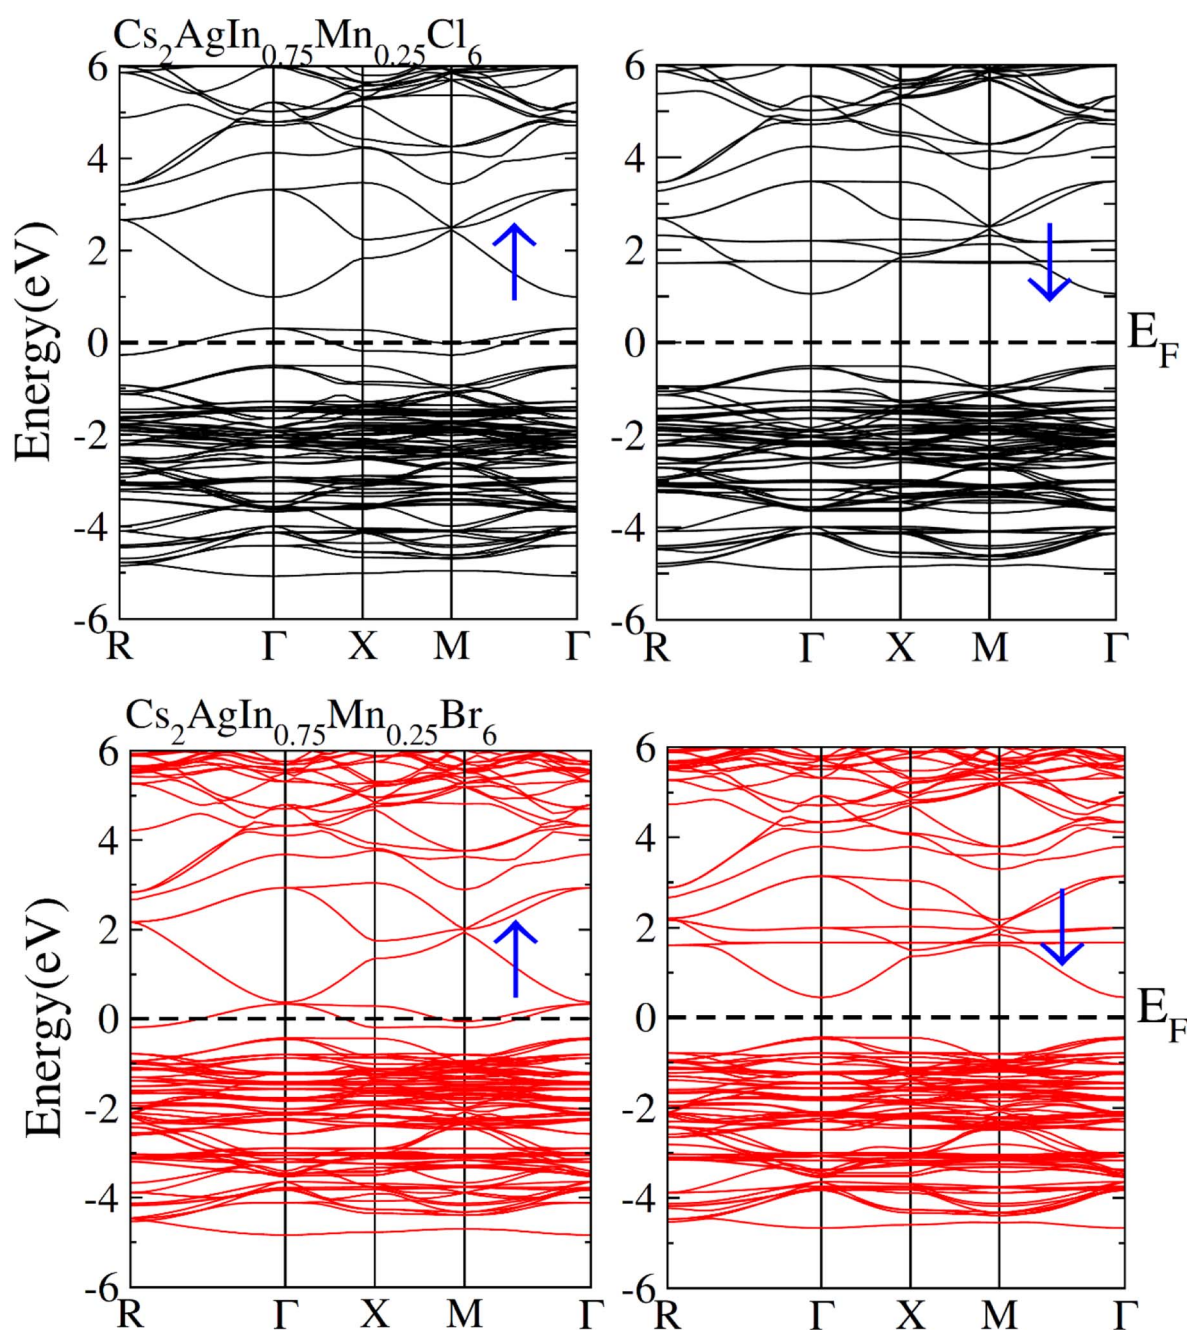 Cs₂AgIn₀.₇₅Mn₀.₂₅Cl₆
6
4
2
0
-2
-4
-6
Energy(eV)
R Γ X M Γ
6
4
2
0
-2
-4
-6
E_F
R Γ X M Γ
Cs₂AgIn₀.₇₅Mn₀.₂₅Br₆
6
4
2
0
-2
-4
-6
Energy(eV)
R Γ X M Γ
6
4
2
0
-2
-4
-6
E_F
R Γ X M Γ